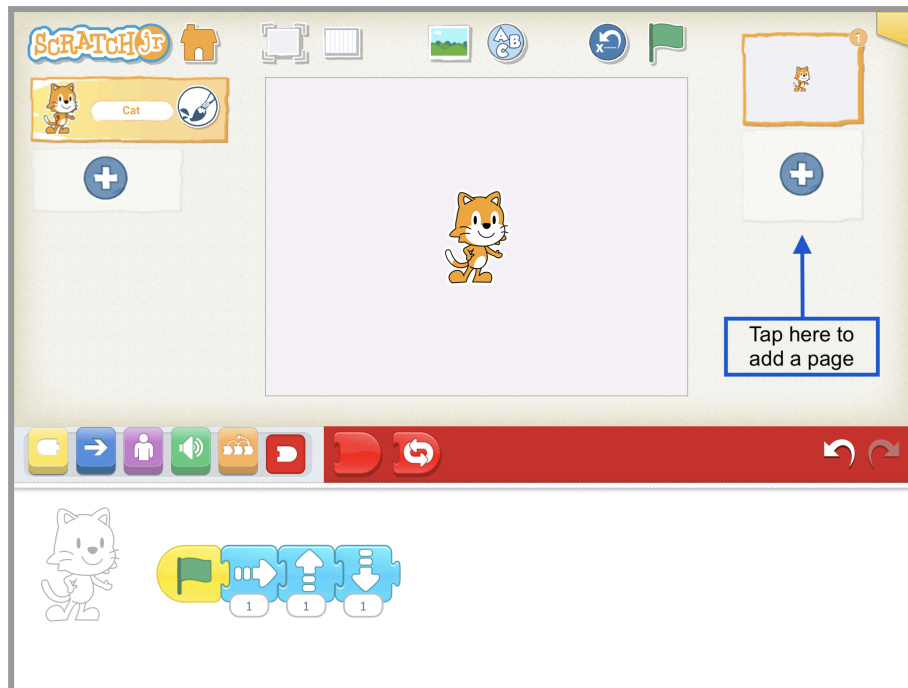 SCRATCHJr
A B C
X
1
Cat
Tap here to
add a page
1 1 1